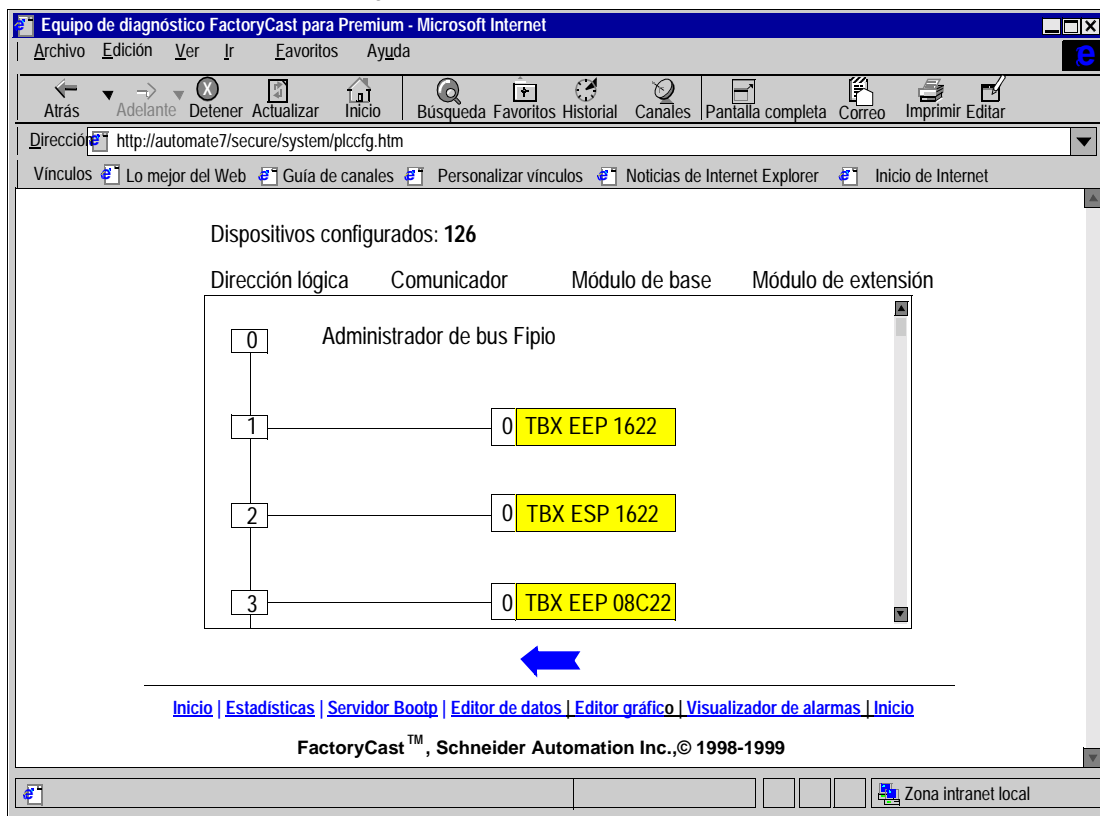 Equipo de diagnóstico FactoryCast para Premium - Microsoft Internet
Archivo Edición Ver Ir Favoritos Ayuda
Atrás Adelante Detener Actualizar Inicio Búsqueda Favoritos Historial Canales Pantalla completa Correo Imprimir Editar
Dirección http://automate7/secure/system/plccfg.htm
Vínculos Lo mejor del Web Guía de canales Personalizar vínculos Noticias de Internet Explorer Inicio de Internet
Dispositivos configurados: 126
Dirección lógica Comunicador Módulo de base Módulo de extensión
0 Administrador de bus Fipio
1 0 TBX EEP 1622
2 0 TBX ESP 1622
3 0 TBX EEP 08C22
Inicio | Estadísticas | Servidor Bootp | Editor de datos | Editor gráfico | Visualizador de alarmas | Inicio
FactoryCast™, Schneider Automation Inc.,© 1998-1999
Zona intranet local